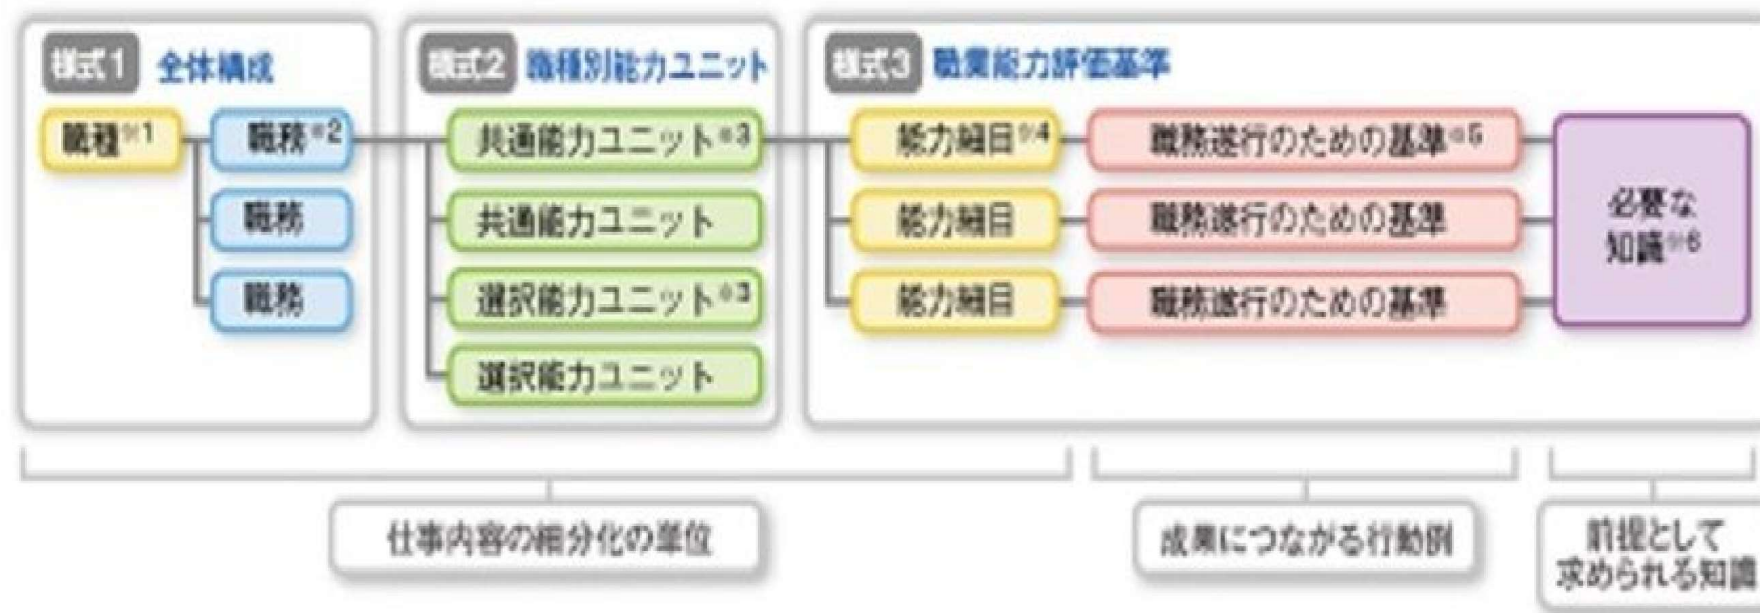 様式1 全体構成
職種※1
職務※2
職務
職務
様式2 職種別能力ユニット
共通能力ユニット※3
共通能力ユニット
選択能力ユニット※3
選択能力ユニット
様式3 職業能力評価基準
能力細目※4
職務遂行のための基準※5
能力細目
職務遂行のための基準
能力細目
職務遂行のための基準
必要な
知識※6
仕事内容の細分化の単位
成果につながる行動例
前提として
求められる知識